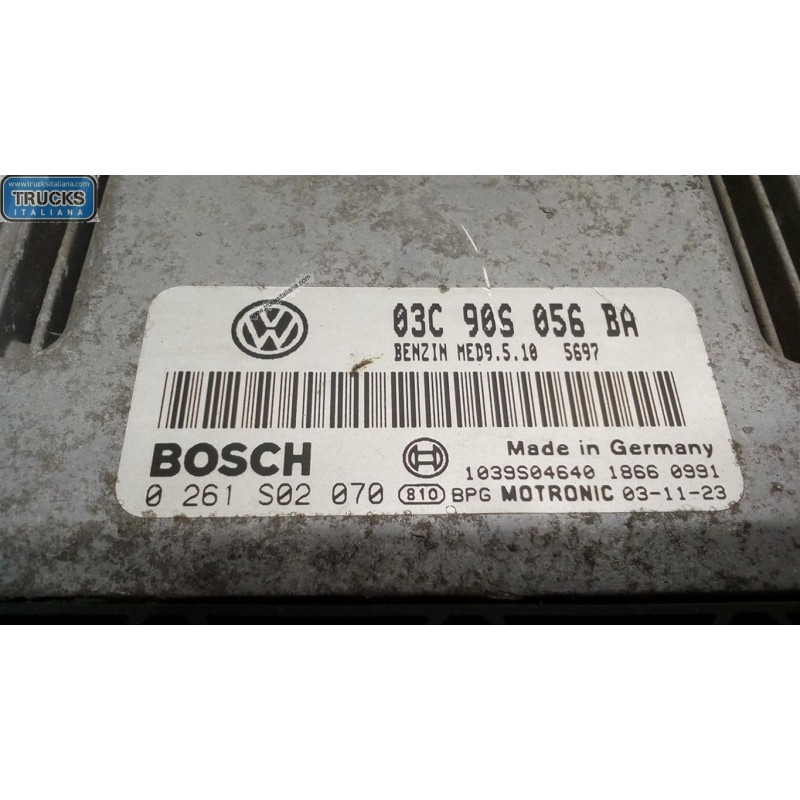 www.trucksitaliana.com
TRUCKS
ITALIANA
VW
03C 906 056 BA
BENZIN MED9.5.10 5697
BOSCH
Made in Germany
1039S04640 1866 0991
0 261 S02 070 810 BPG MOTRONIC 03-11-23